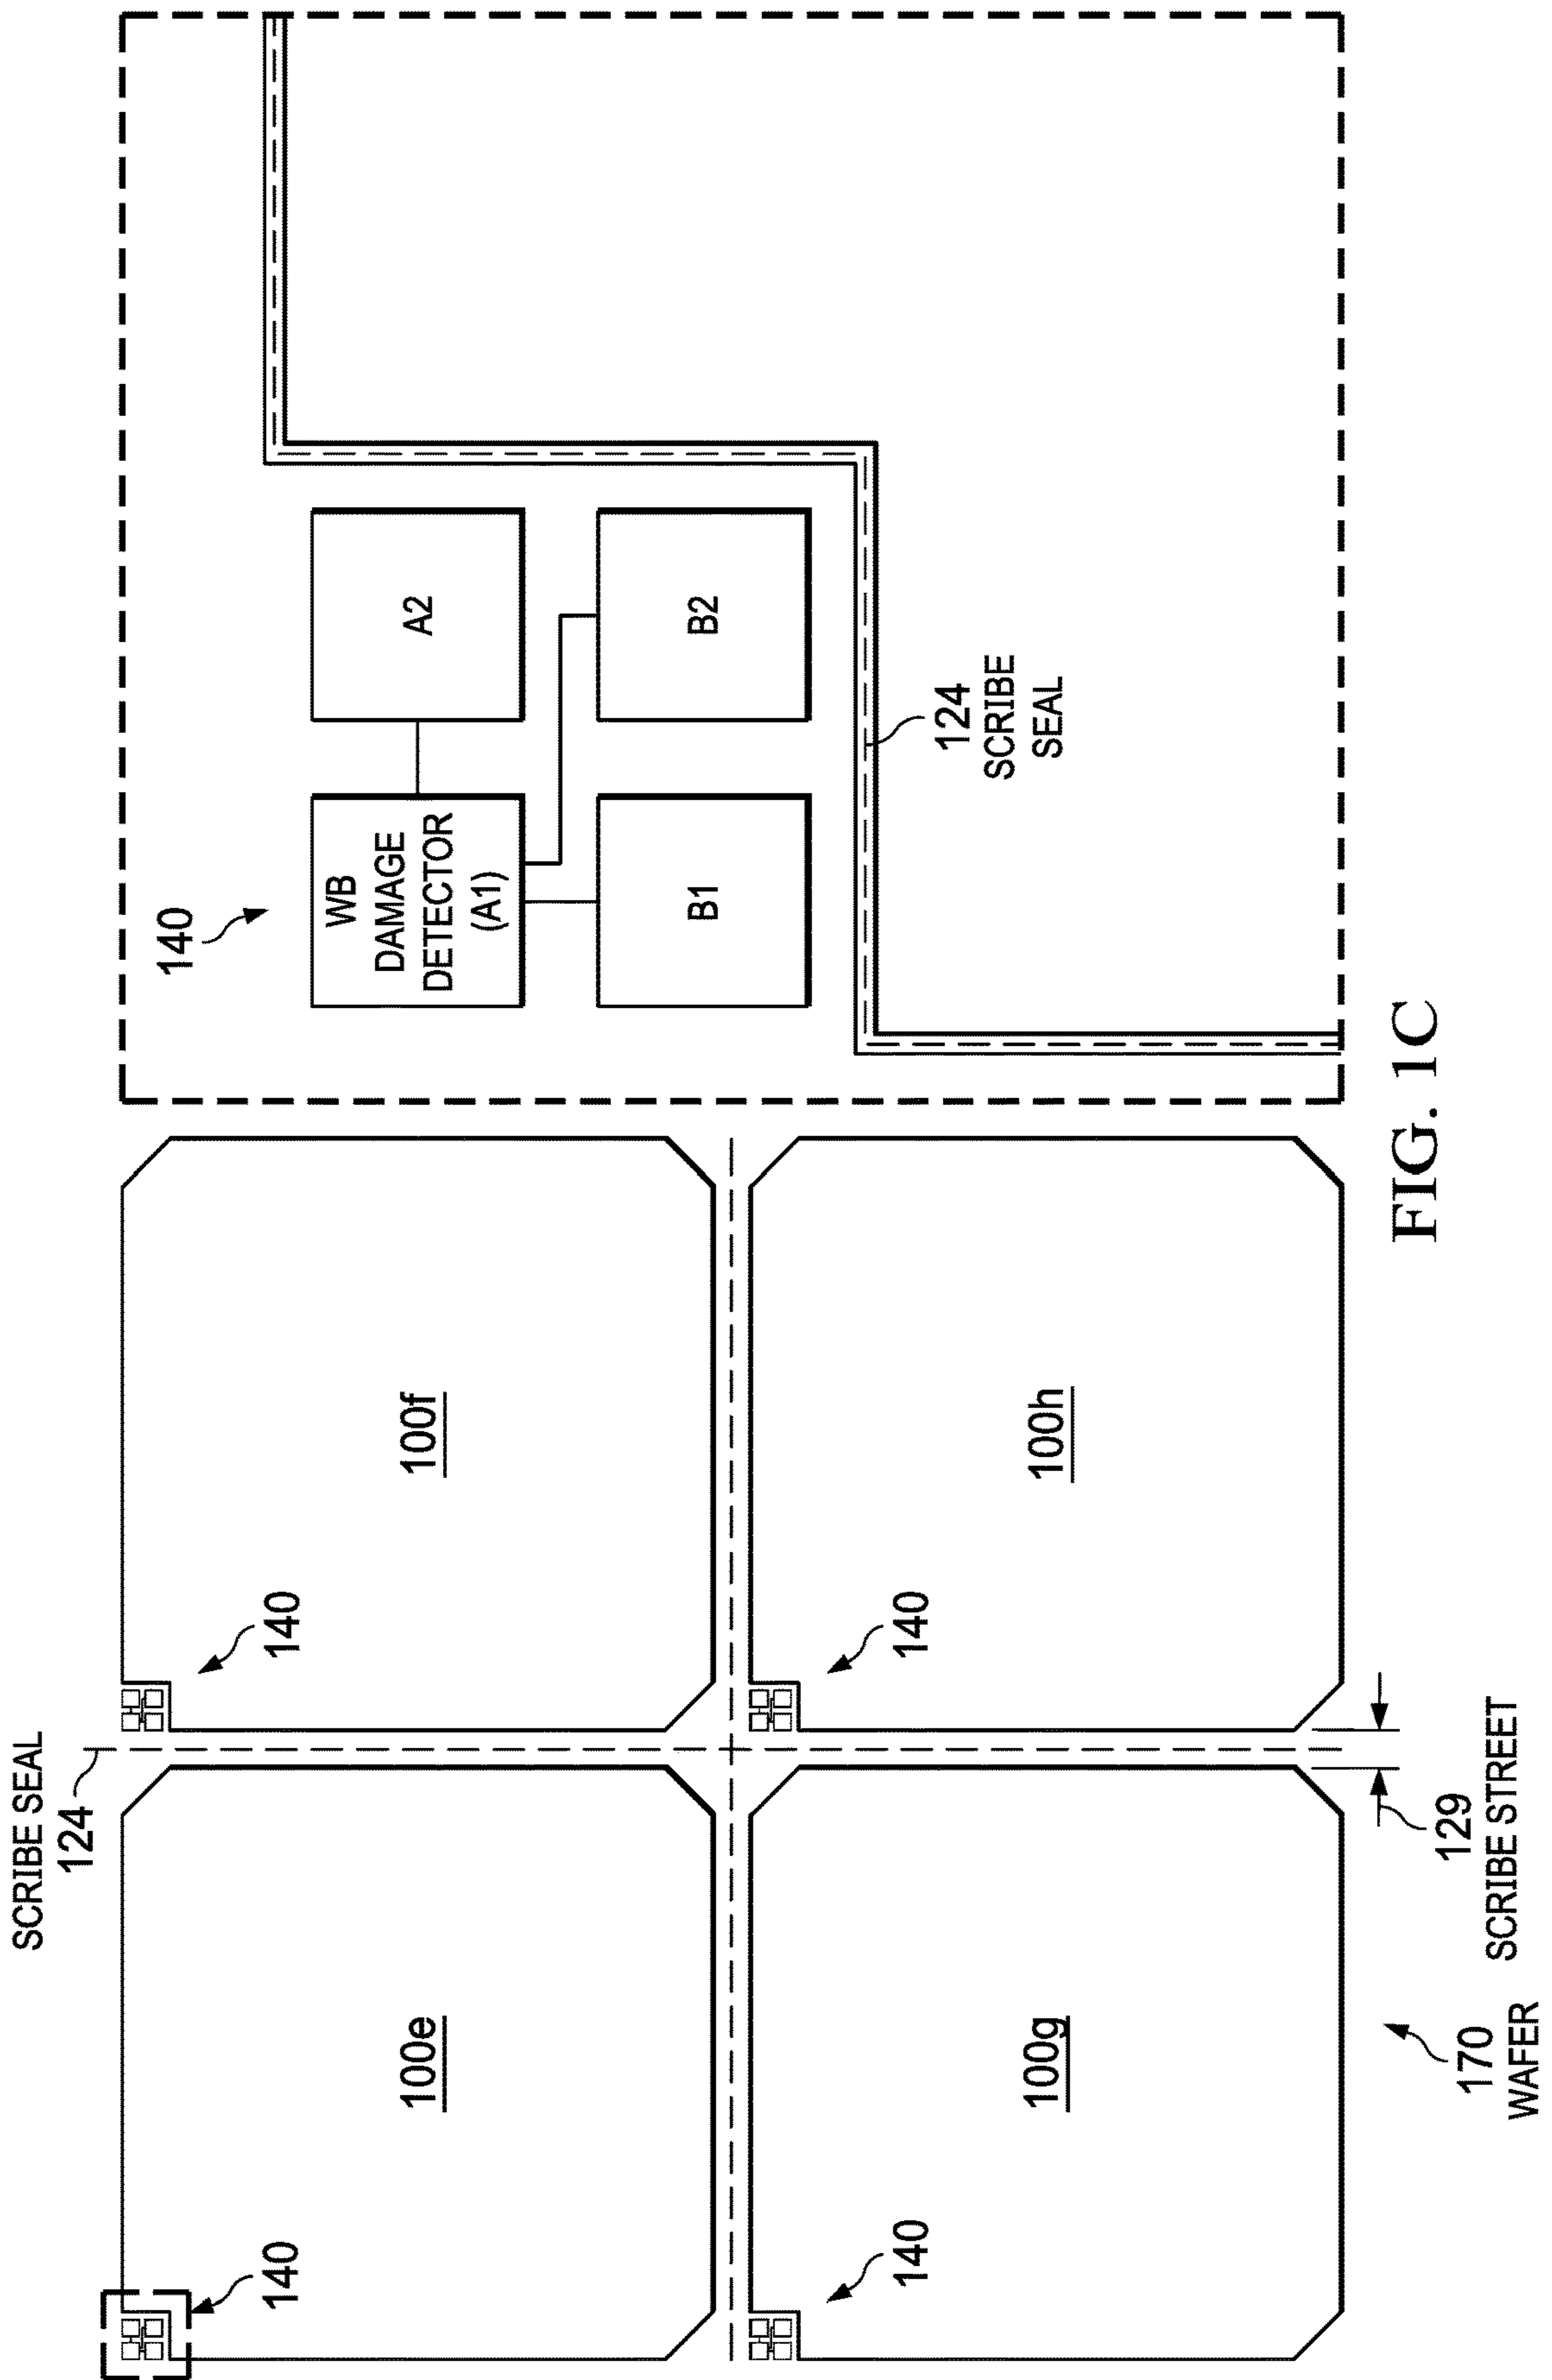 SCRIBE SEAL
124
100e
140
100f
140
100g
140
100h
140
129
SCRIBE STREET
170
WAFER
140
WB
DAMAGE
DETECTOR
(A1)
A2
B1
B2
124
SCRIBE
SEAL
FIG. 1C